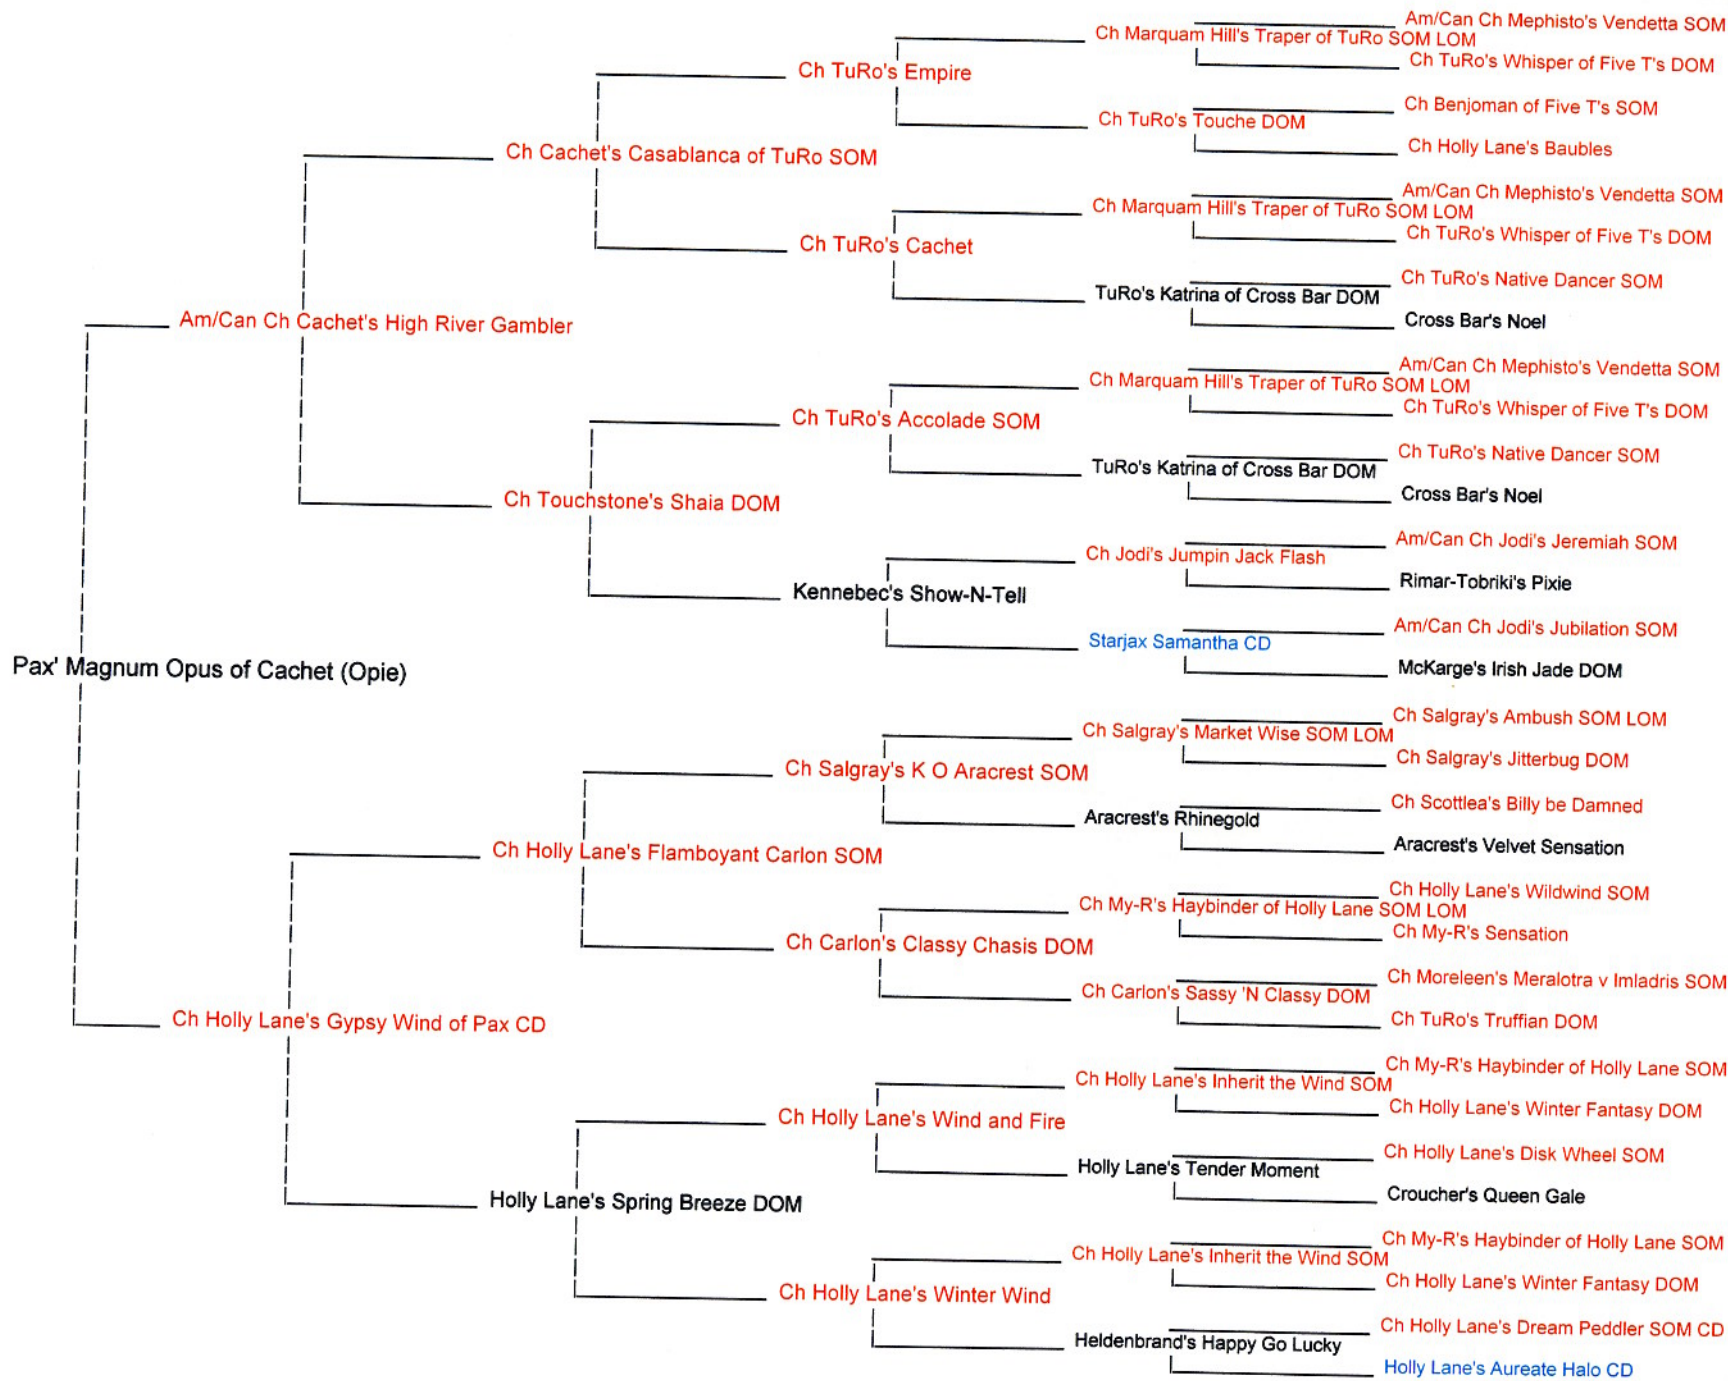 Am/Can Ch Mephisto's Vendetta SOM
Ch Marquam Hill's Traper of TuRo SOM LOM
Ch TuRo's Whisper of Five T's DOM
Ch TuRo's Empire
Ch Benjoman of Five T's SOM
Ch TuRo's Touche DOM
Ch Holly Lane's Baubles
Ch Cachet's Casablanca of TuRo SOM
Am/Can Ch Mephisto's Vendetta SOM
Ch Marquam Hill's Traper of TuRo SOM LOM
Ch TuRo's Whisper of Five T's DOM
Ch TuRo's Cachet
Ch TuRo's Native Dancer SOM
TuRo's Katrina of Cross Bar DOM
Cross Bar's Noel
Am/Can Ch Cachet's High River Gambler
Am/Can Ch Mephisto's Vendetta SOM
Ch Marquam Hill's Traper of TuRo SOM LOM
Ch TuRo's Whisper of Five T's DOM
Ch TuRo's Accolade SOM
Ch TuRo's Native Dancer SOM
TuRo's Katrina of Cross Bar DOM
Cross Bar's Noel
Ch Touchstone's Shaia DOM
Am/Can Ch Jodi's Jeremiah SOM
Ch Jodi's Jumpin Jack Flash
Rimar-Tobriki's Pixie
Kennebec's Show-N-Tell
Am/Can Ch Jodi's Jubilation SOM
Starjax Samantha CD
McKarge's Irish Jade DOM
Pax' Magnum Opus of Cachet (Opie)
Ch Salgray's Ambush SOM LOM
Ch Salgray's Market Wise SOM LOM
Ch Salgray's Jitterbug DOM
Ch Salgray's K O Aracrest SOM
Ch Scottlea's Billy be Damned
Aracrest's Rhinegold
Aracrest's Velvet Sensation
Ch Holly Lane's Flamboyant Carlon SOM
Ch Holly Lane's Wildwind SOM
Ch My-R's Haybinder of Holly Lane SOM LOM
Ch My-R's Sensation
Ch Carlon's Classy Chasis DOM
Ch Moreleen's Meralotra v Imladris SOM
Ch Carlon's Sassy 'N Classy DOM
Ch TuRo's Truffian DOM
Ch Holly Lane's Gypsy Wind of Pax CD
Ch My-R's Haybinder of Holly Lane SOM
Ch Holly Lane's Inherit the Wind SOM
Ch Holly Lane's Winter Fantasy DOM
Ch Holly Lane's Wind and Fire
Ch Holly Lane's Disk Wheel SOM
Holly Lane's Tender Moment
Croucher's Queen Gale
Holly Lane's Spring Breeze DOM
Ch My-R's Haybinder of Holly Lane SOM
Ch Holly Lane's Inherit the Wind SOM
Ch Holly Lane's Winter Fantasy DOM
Ch Holly Lane's Winter Wind
Ch Holly Lane's Dream Peddler SOM CD
Heldenbrand's Happy Go Lucky
Holly Lane's Aureate Halo CD